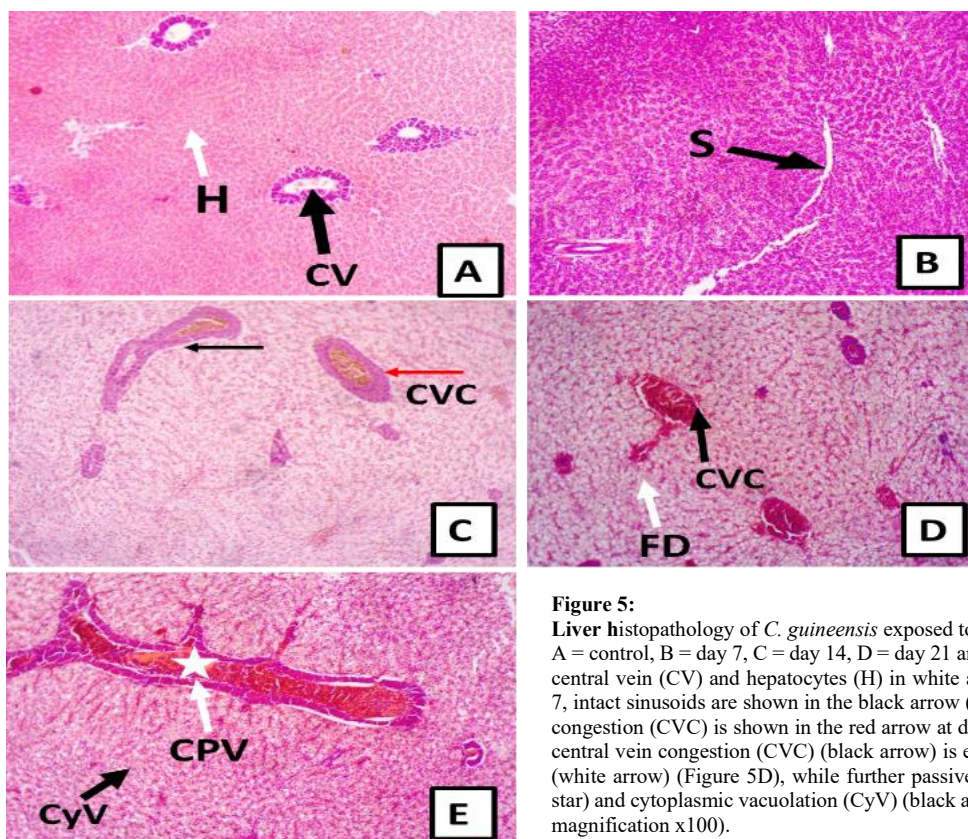 H
CV
A
S
B
CVC
C
CVC
FD
D
CPV
CyV
E
Figure 5:
Liver histopathology of C. guineensis exposed to
A = control, B = day 7, C = day 14, D = day 21 an
central vein (CV) and hepatocytes (H) in white a
7, intact sinusoids are shown in the black arrow (
congestion (CVC) is shown in the red arrow at d
central vein congestion (CVC) (black arrow) is e
(white arrow) (Figure 5D), while further passive
star) and cytoplasmic vacuolation (CyV) (black a
magnification x100).